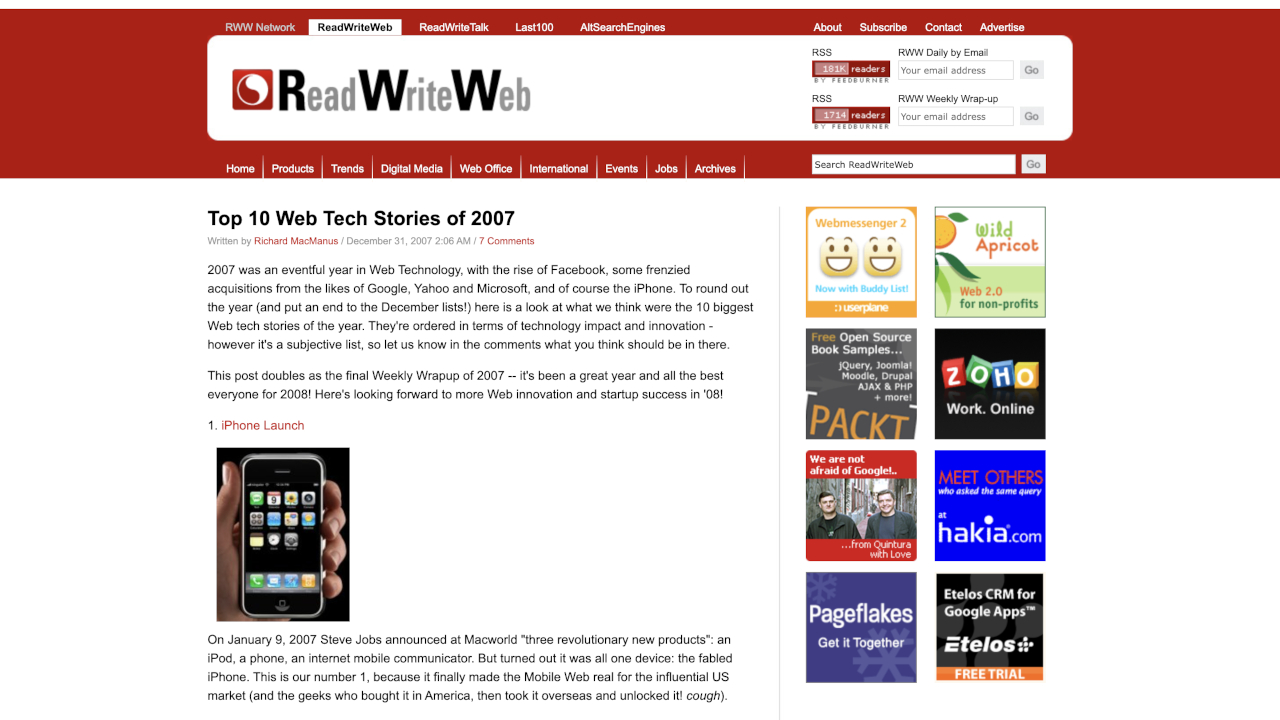 RWW Network ReadWriteWeb ReadWriteTalk Last100 AltSearchEngines About Subscribe Contact Advertise
ReadWriteWeb
RSS RWW Daily by Email
181K readers Your email address Go
BY FEEDBURNER
RSS RWW Weekly Wrap-up
1714 readers Your email address Go
BY FEEDBURNER
Home Products Trends Digital Media Web Office International Events Jobs Archives
Search ReadWriteWeb Go
Top 10 Web Tech Stories of 2007
Written by Richard MacManus / December 31, 2007 2:06 AM / 7 Comments
2007 was an eventful year in Web Technology, with the rise of Facebook, some frenzied
acquisitions from the likes of Google, Yahoo and Microsoft, and of course the iPhone. To round out
the year (and put an end to the December lists!) here is a look at what we think were the 10 biggest
Web tech stories of the year. They're ordered in terms of technology impact and innovation -
however it's a subjective list, so let us know in the comments what you think should be in there.
This post doubles as the final Weekly Wrapup of 2007 -- it's been a great year and all the best
everyone for 2008! Here's looking forward to more Web innovation and startup success in '08!
1. iPhone Launch
On January 9, 2007 Steve Jobs announced at Macworld "three revolutionary new products": an
iPod, a phone, an internet mobile communicator. But turned out it was all one device: the fabled
iPhone. This is our number 1, because it finally made the Mobile Web real for the influential US
market (and the geeks who bought it in America, then took it overseas and unlocked it! cough).
Webmessenger 2
Now with Buddy List!
:) userplane
Wild
Apricot
Web 2.0
for non-profits
Free Open Source
Book Samples...
jQuery, Joomla!
Moodle, Drupal
AJAX & PHP
+ more!
PACKT
ZOHO
Work. Online
We are not
afraid of Google!..
...from Quintura
with Love
MEET OTHERS
who asked the same query
at
hakia.com
Pageflakes
Get it Together
Etelos CRM for
Google Apps™
Etelos
FREE TRIAL